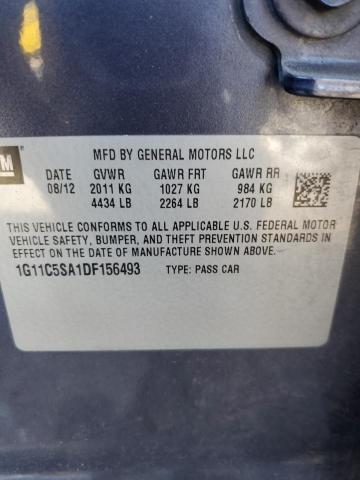 GM
MFD BY GENERAL MOTORS LLC
DATE GVWR GAWR FRT GAWR RR
08/12 2011 KG 1027 KG 984 KG
4434 LB 2264 LB 2170 LB
THIS VEHICLE CONFORMS TO ALL APPLICABLE U.S. FEDERAL MOTOR
VEHICLE SAFETY, BUMPER, AND THEFT PREVENTION STANDARDS IN
EFFECT ON THE DATE OF MANUFACTURE SHOWN ABOVE.
1G11C5SA1DF156493 TYPE: PASS CAR